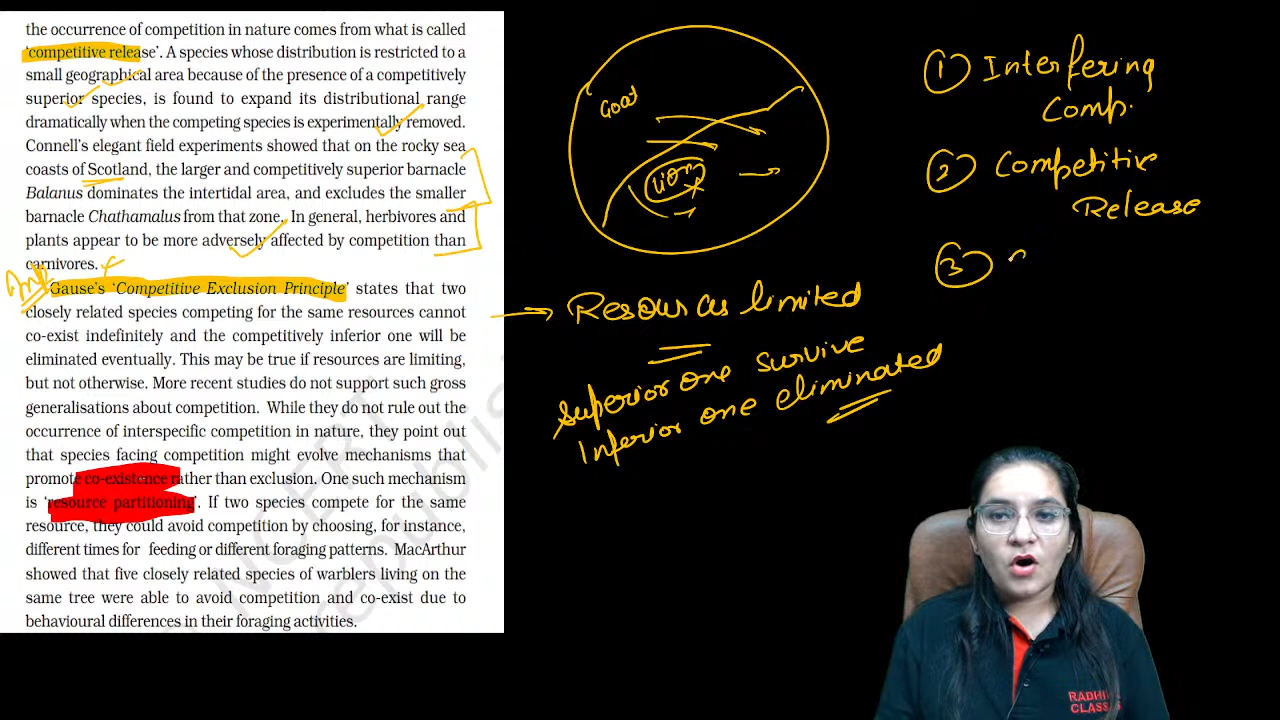 the occurrence of competition in nature comes from what is called
‘competitive release’. A species whose distribution is restricted to a
small geographical area because of the presence of a competitively
superior species, is found to expand its distributional range
dramatically when the competing species is experimentally removed.
Connell’s elegant field experiments showed that on the rocky sea
coasts of Scotland, the larger and competitively superior barnacle
Balanus dominates the intertidal area, and excludes the smaller
barnacle Chathamalus from that zone. In general, herbivores and
plants appear to be more adversely affected by competition than
carnivores.
Gause’s ‘Competitive Exclusion Principle’ states that two
closely related species competing for the same resources cannot
co-exist indefinitely and the competitively inferior one will be
eliminated eventually. This may be true if resources are limiting,
but not otherwise. More recent studies do not support such gross
generalisations about competition. While they do not rule out the
occurrence of interspecific competition in nature, they point out
that species facing competition might evolve mechanisms that
promote co-existence rather than exclusion. One such mechanism
is ‘resource partitioning’. If two species compete for the same
resource, they could avoid competition by choosing, for instance,
different times for feeding or different foraging patterns. MacArthur
showed that five closely related species of warblers living on the
same tree were able to avoid competition and co-exist due to
behavioural differences in their foraging activities.
Goat
Lion
→ Resources limited
Superior one survive
Inferior one eliminated
① Interfering
Comp.
② Competitive
Release
③
RADHI
CLASSES